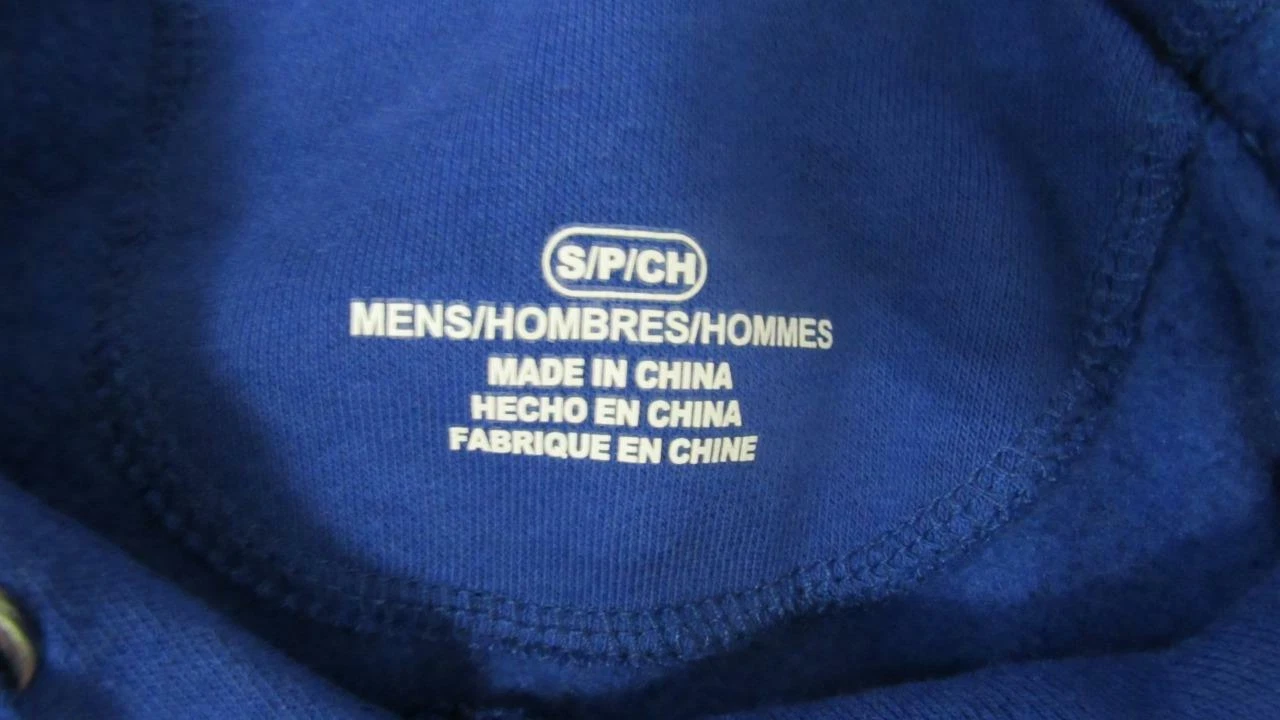 S/P/CH
MENS/HOMBRES/HOMMES
MADE IN CHINA
HECHO EN CHINA
FABRIQUE EN CHINE